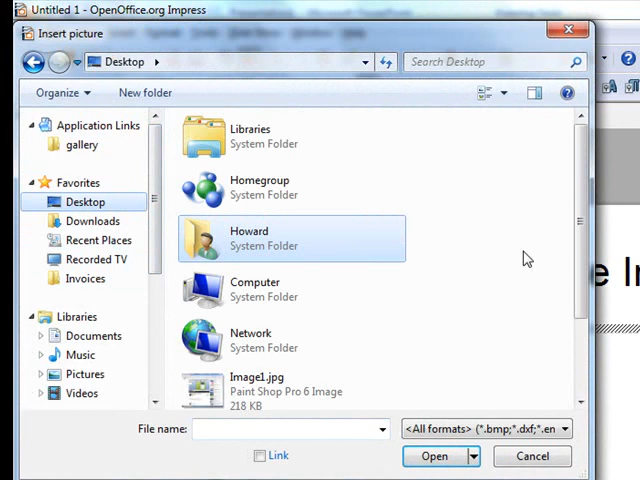 Untitled 1 - OpenOffice.org Impress
Insert picture
Desktop
Search Desktop
Organize
New folder
Application Links
gallery
Favorites
Desktop
Downloads
Recent Places
Recorded TV
Invoices
Libraries
Documents
Music
Pictures
Videos
Libraries
System Folder
Homegroup
System Folder
Howard
System Folder
Computer
System Folder
Network
System Folder
Image1.jpg
Paint Shop Pro 6 Image
218 KB
e In
File name:
<All formats> (*.bmp;*.dxf;*.en
Link
Open
Cancel